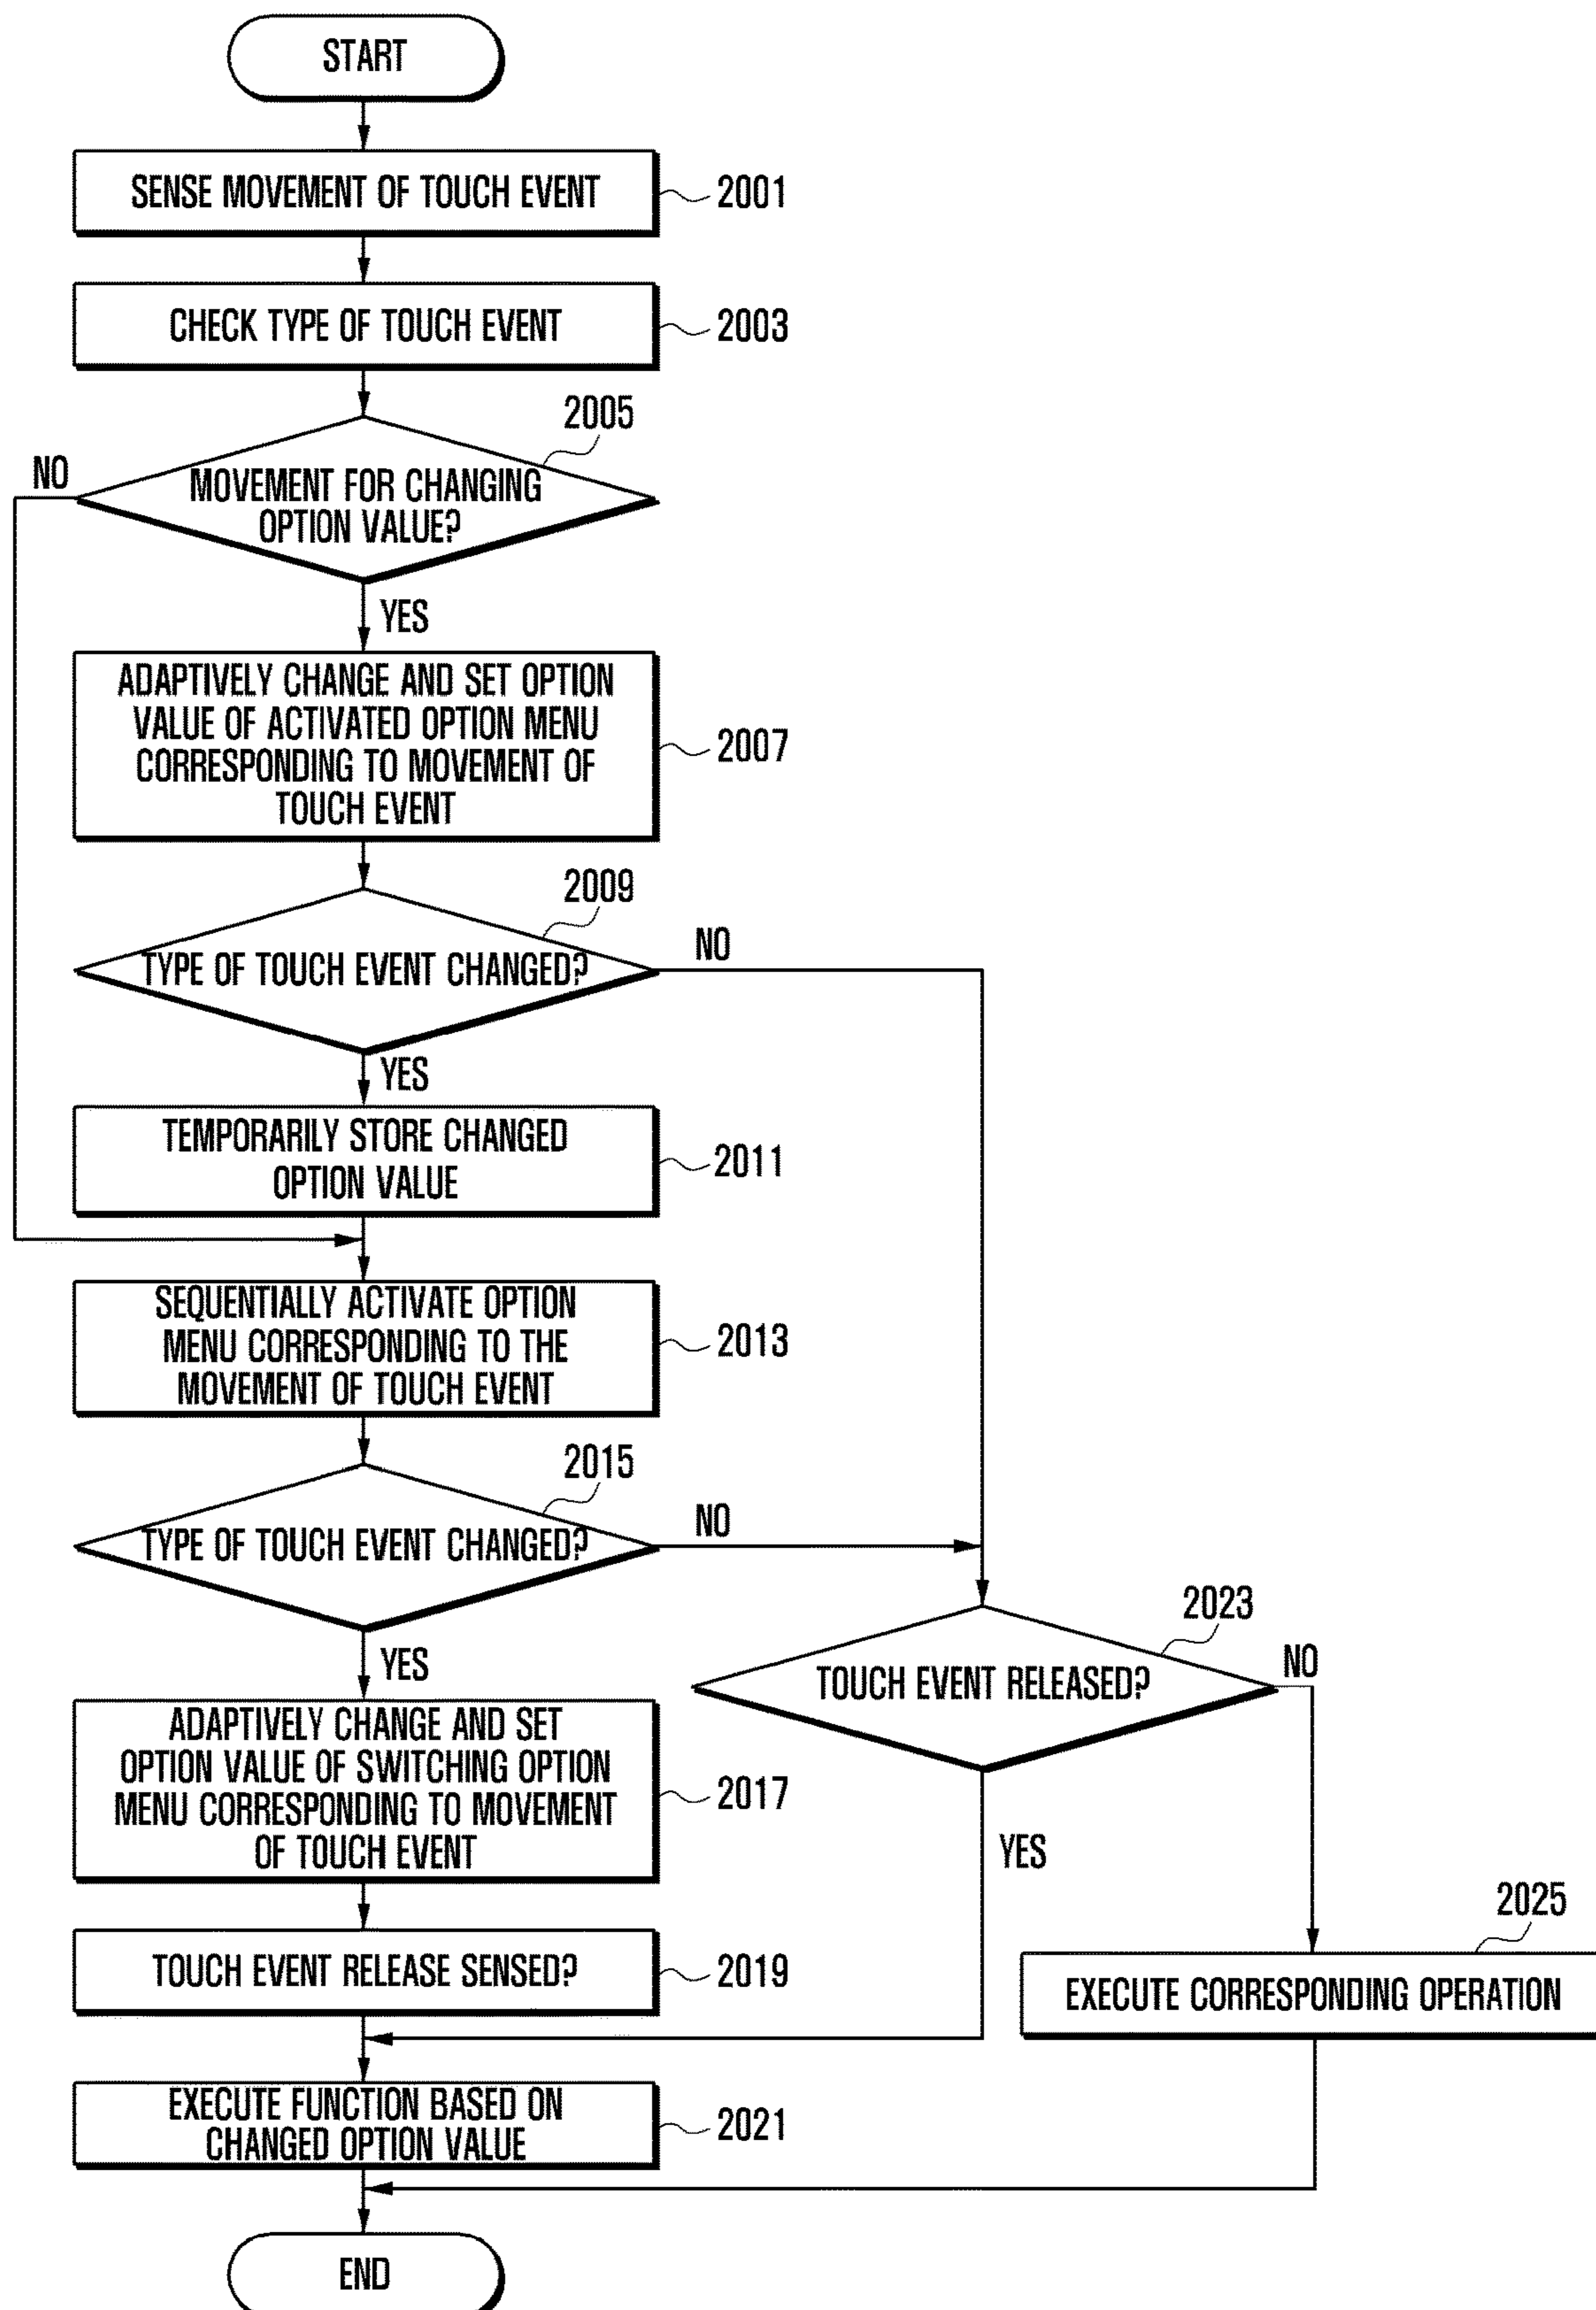 START
SENSE MOVEMENT OF TOUCH EVENT
2001
CHECK TYPE OF TOUCH EVENT
2003
2005
NO
MOVEMENT FOR CHANGING
OPTION VALUE?
YES
ADAPTIVELY CHANGE AND SET OPTION
VALUE OF ACTIVATED OPTION MENU
CORRESPONDING TO MOVEMENT OF
TOUCH EVENT
2007
2009
TYPE OF TOUCH EVENT CHANGED?
NO
YES
TEMPORARILY STORE CHANGED
OPTION VALUE
2011
SEQUENTIALLY ACTIVATE OPTION
MENU CORRESPONDING TO THE
MOVEMENT OF TOUCH EVENT
2013
2015
TYPE OF TOUCH EVENT CHANGED?
NO
YES
2023
TOUCH EVENT RELEASED?
NO
YES
ADAPTIVELY CHANGE AND SET
OPTION VALUE OF SWITCHING OPTION
MENU CORRESPONDING TO MOVEMENT
OF TOUCH EVENT
2017
TOUCH EVENT RELEASE SENSED?
2019
2025
EXECUTE CORRESPONDING OPERATION
EXECUTE FUNCTION BASED ON
CHANGED OPTION VALUE
2021
END